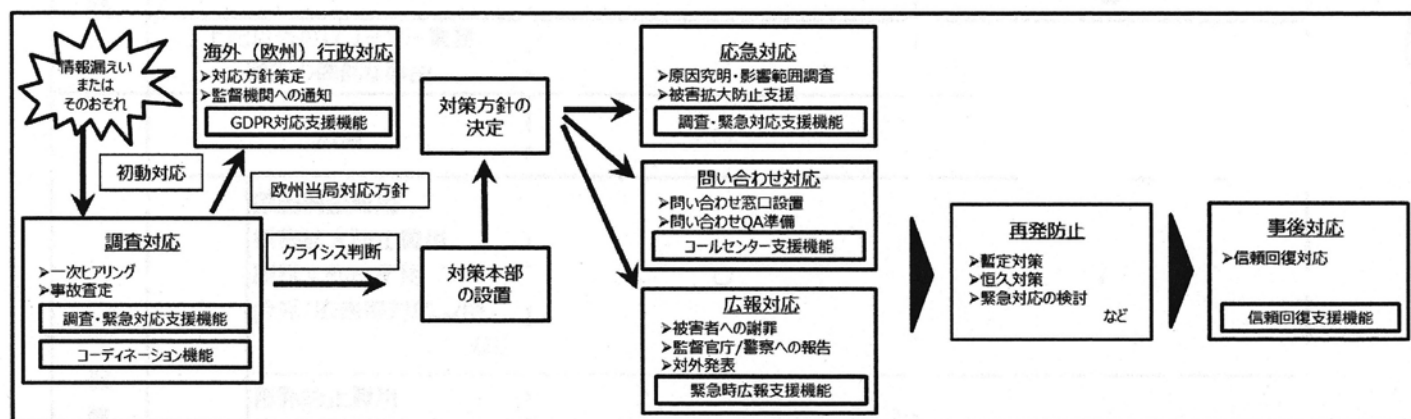 情報漏えい
または
そのおそれ
初動対応
調査対応
➢一次ヒアリング
➢事故査定
調査・緊急対応支援機能
コーディネーション機能
海外（欧州）行政対応
➢対応方針策定
➢監督機関への通知
GDPR対応支援機能
欧州当局対応方針
クライシス判断
対策本部
の設置
対策方針の
決定
応急対応
➢原因究明・影響範囲調査
➢被害拡大防止支援
調査・緊急対応支援機能
問い合わせ対応
➢問い合わせ窓口設置
➢問い合わせQA準備
コールセンター支援機能
広報対応
➢被害者への謝罪
➢監督官庁/警察への報告
➢対外発表
緊急時広報支援機能
再発防止
➢暫定対策
➢恒久対策
➢緊急対応の検討
など
事後対応
➢信頼回復対応
信頼回復支援機能